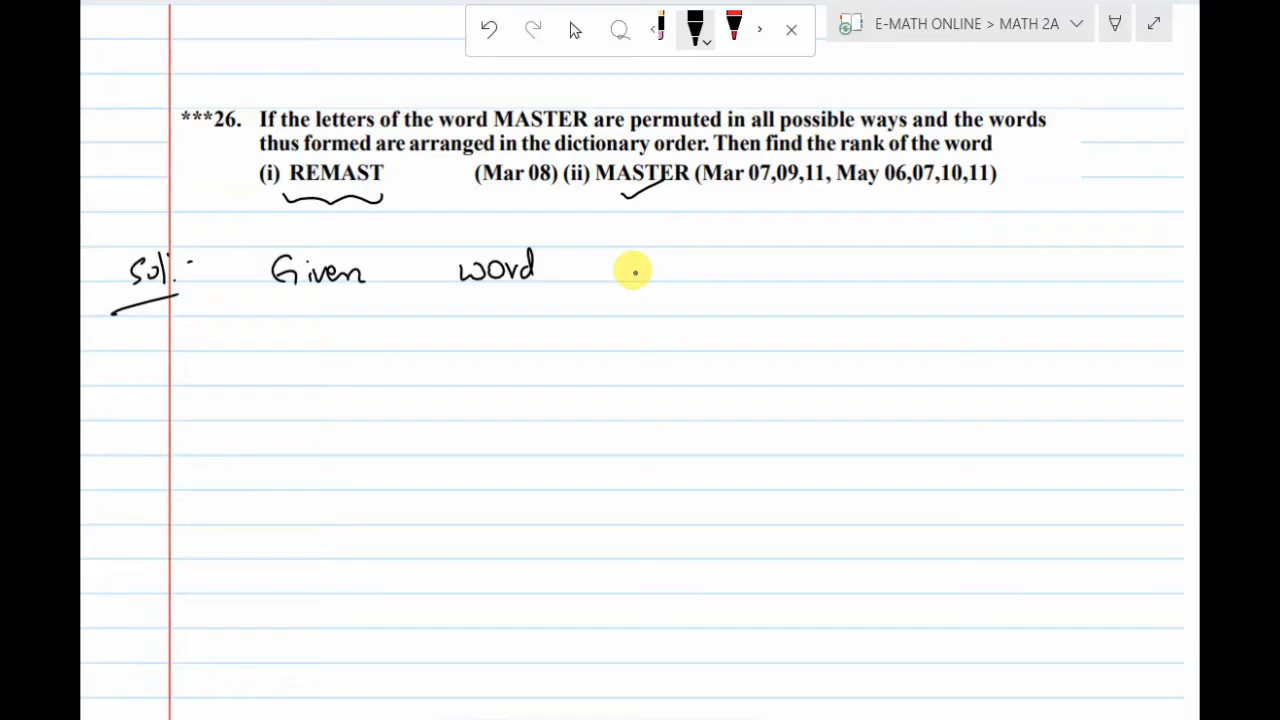 E-MATH ONLINE > MATH 2A
***26. If the letters of the word MASTER are permuted in all possible ways and the words
thus formed are arranged in the dictionary order. Then find the rank of the word
(i) REMAST (Mar 08) (ii) MASTER (Mar 07,09,11, May 06,07,10,11)
Sol:- Given word